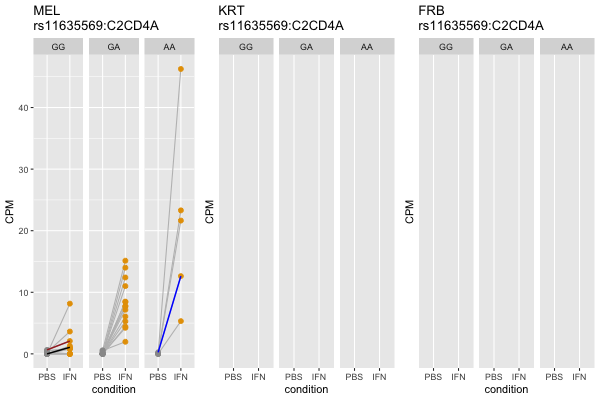 MEL
rs11635569:C2CD4A
GG GA AA
CPM
40
30
20
10
0
PBS IFN PBS IFN PBS IFN
condition
KRT
rs11635569:C2CD4A
GG GA AA
CPM
PBS IFN PBS IFN PBS IFN
condition
FRB
rs11635569:C2CD4A
GG GA AA
CPM
PBS IFN PBS IFN PBS IFN
condition